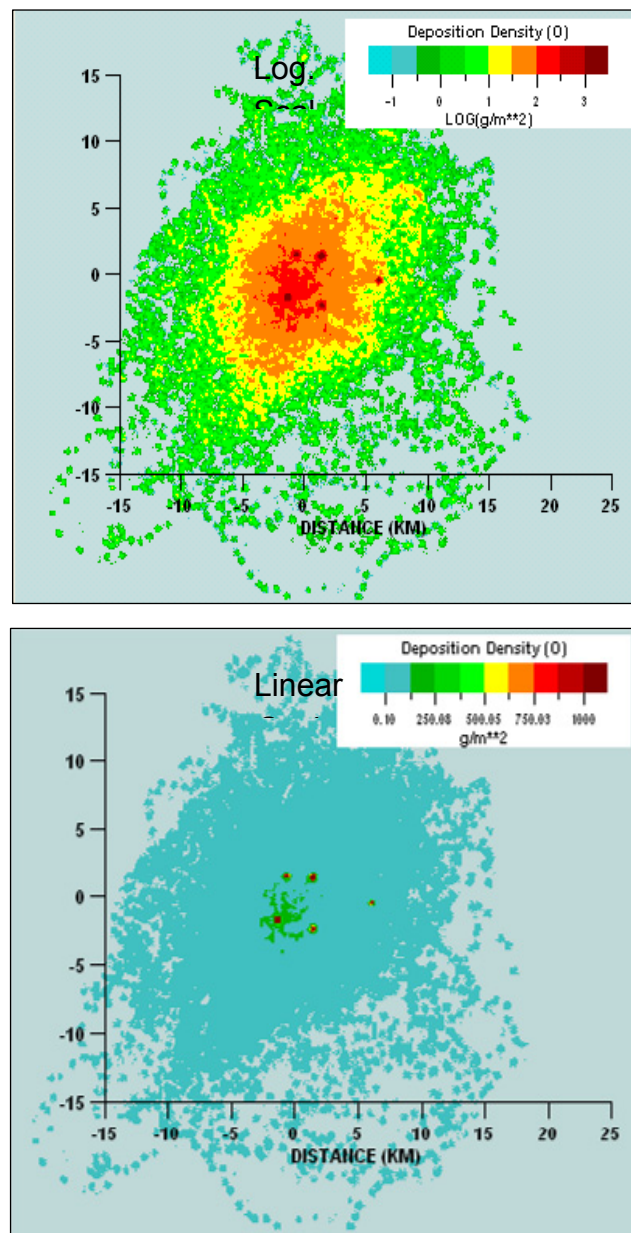 Deposition Density (0)
-1 0 1 2 3
LOG(g/m**2)
Log.
15
10
5
0
-5
-10
-15
-15 -10 -5 0 5 10 15 20 25
DISTANCE (KM)
Deposition Density (0)
0.10 250.08 500.05 750.03 1000
g/m**2
Linear
15
10
5
0
-5
-10
-15
-15 -10 -5 0 5 10 15 20 25
DISTANCE (KM)